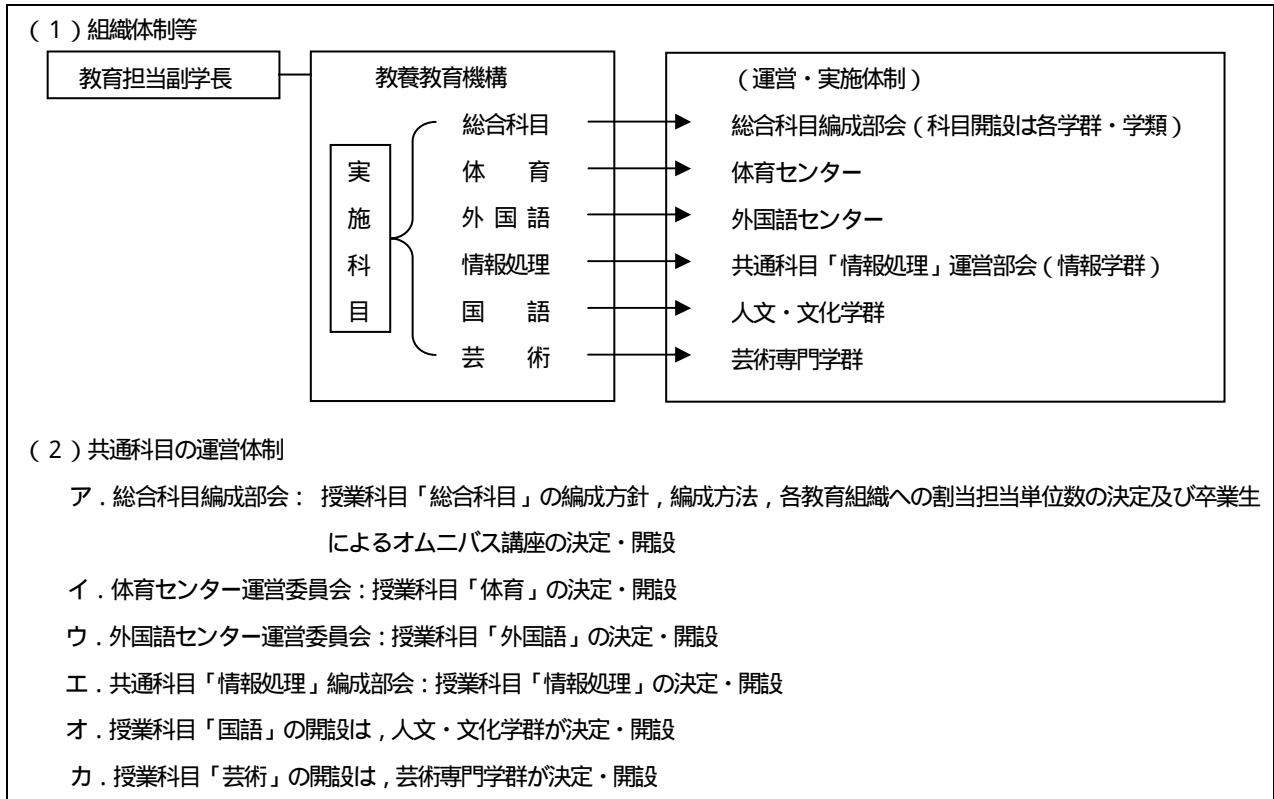 (1)組織体制等
教育担当副学長 教養教育機構 (運営・実施体制)
実施科目
総合科目 総合科目編成部会(科目開設は各学群・学類)
体 育 体育センター
外 国 語 外国語センター
情報処理 共通科目「情報処理」運営部会(情報学群)
国 語 人文・文化学群
芸 術 芸術専門学群
(2)共通科目の運営体制
ア.総合科目編成部会: 授業科目「総合科目」の編成方針,編成方法,各教育組織への割当担当単位数の決定及び卒業生
によるオムニバス講座の決定・開設
イ.体育センター運営委員会:授業科目「体育」の決定・開設
ウ.外国語センター運営委員会:授業科目「外国語」の決定・開設
エ.共通科目「情報処理」編成部会:授業科目「情報処理」の決定・開設
オ.授業科目「国語」の開設は,人文・文化学群が決定・開設
カ.授業科目「芸術」の開設は,芸術専門学群が決定・開設